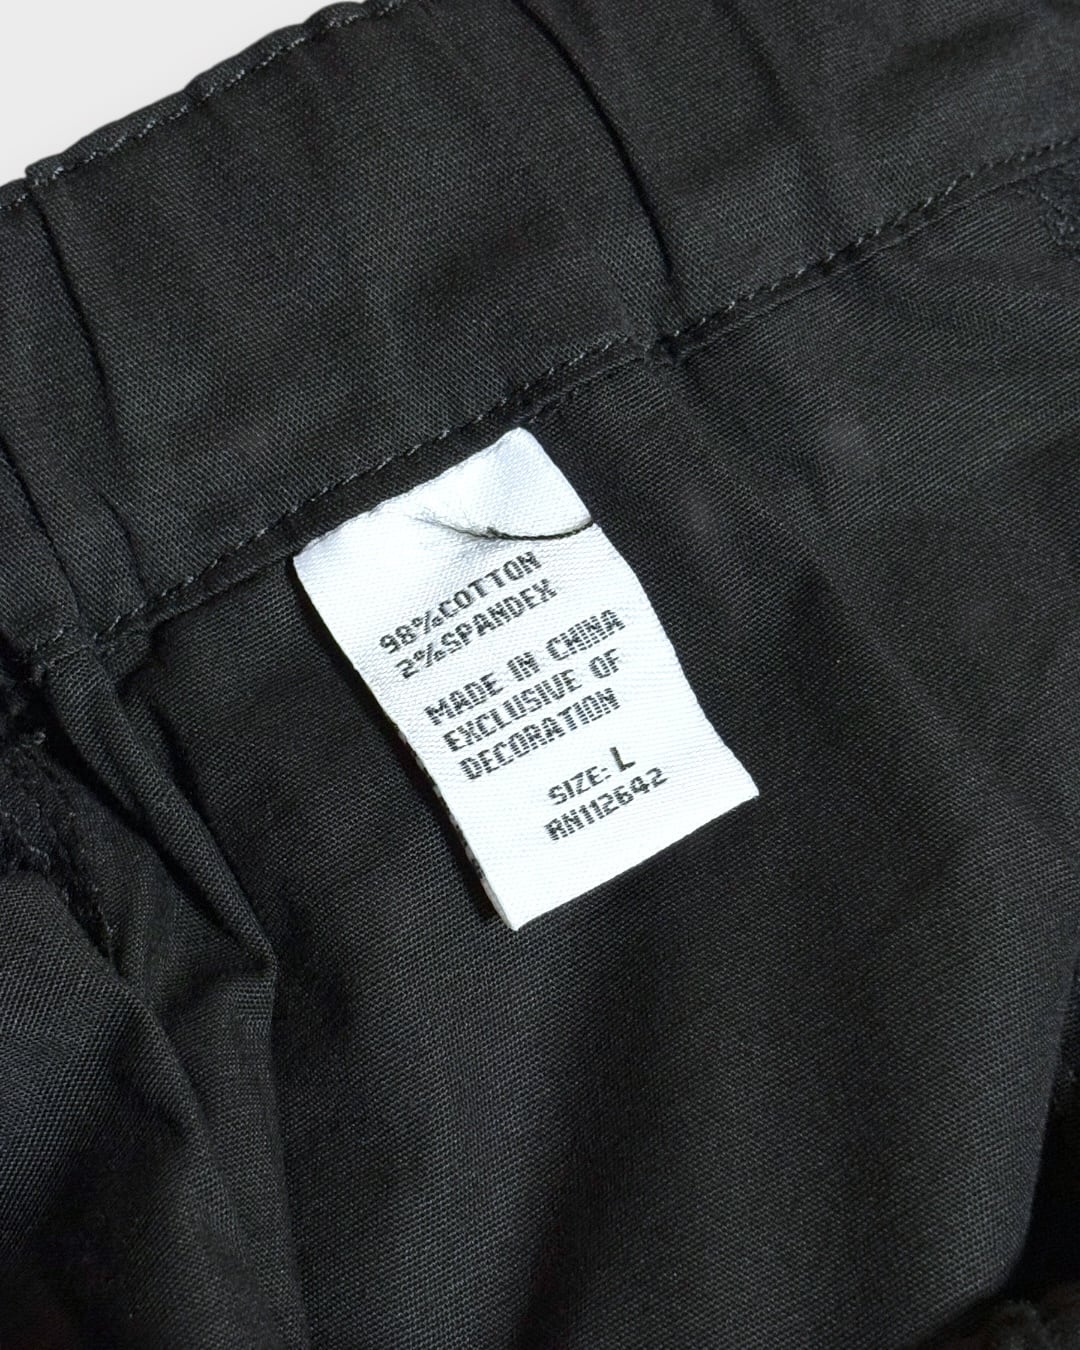 98%COTTON
2%SPANDEX
MADE IN CHINA
EXCLUSIVE OF
DECORATION
SIZE: L
RN112642